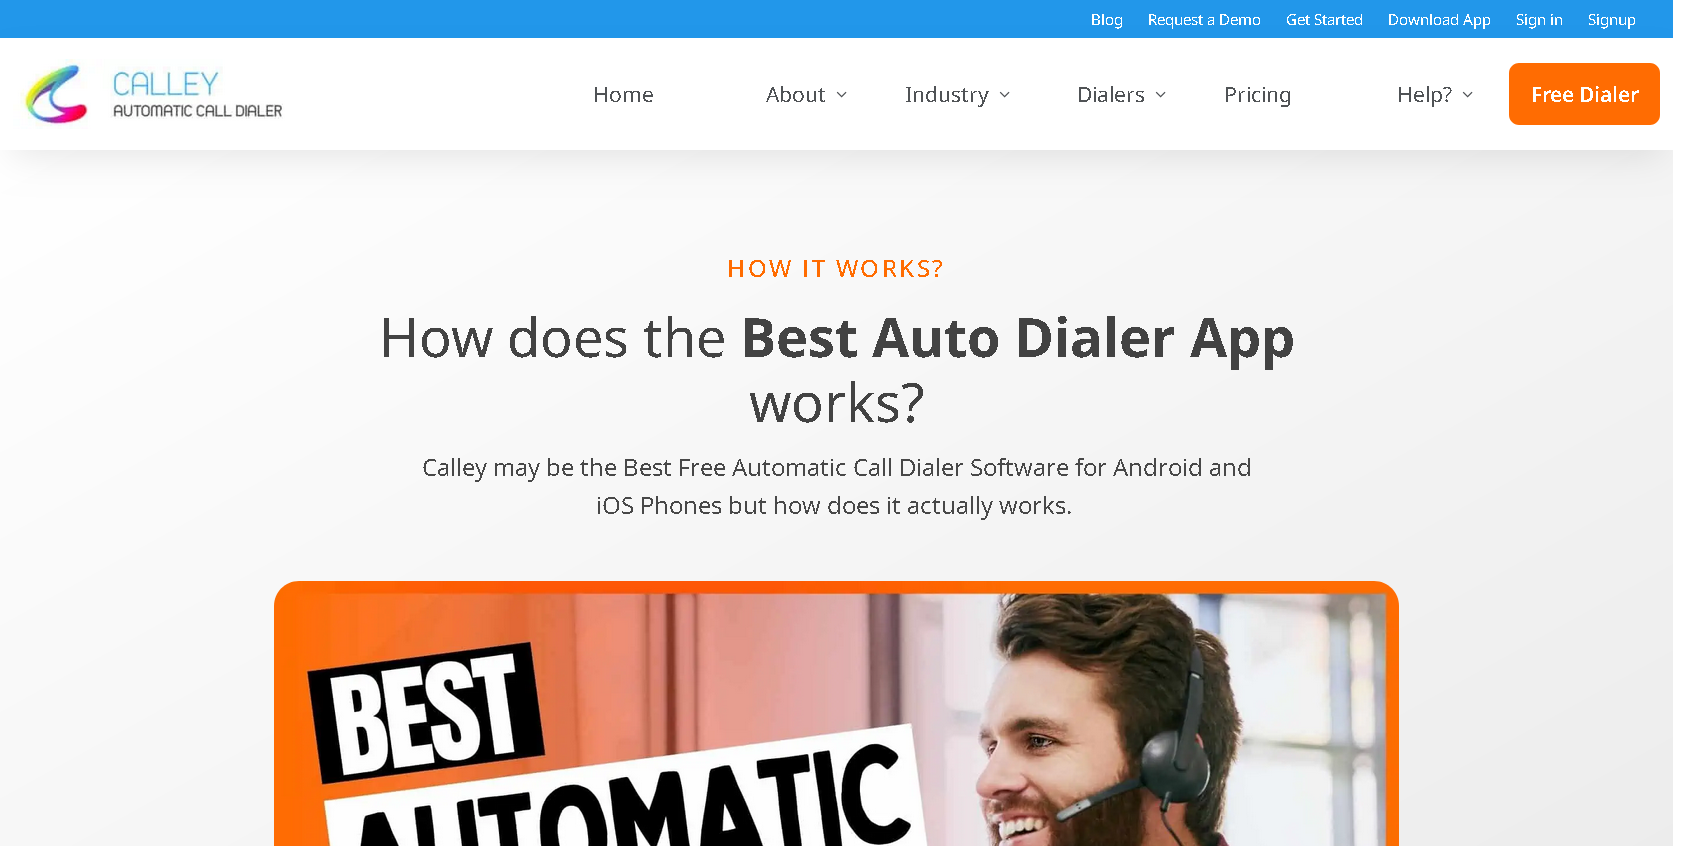 Blog Request a Demo Get Started Download App Sign in Signup
CALLEY
AUTOMATIC CALL DIALER
Home About Industry Dialers Pricing Help? Free Dialer
HOW IT WORKS?
How does the Best Auto Dialer App
works?
Calley may be the Best Free Automatic Call Dialer Software for Android and
iOS Phones but how does it actually works.
BEST
AUTOMATIC